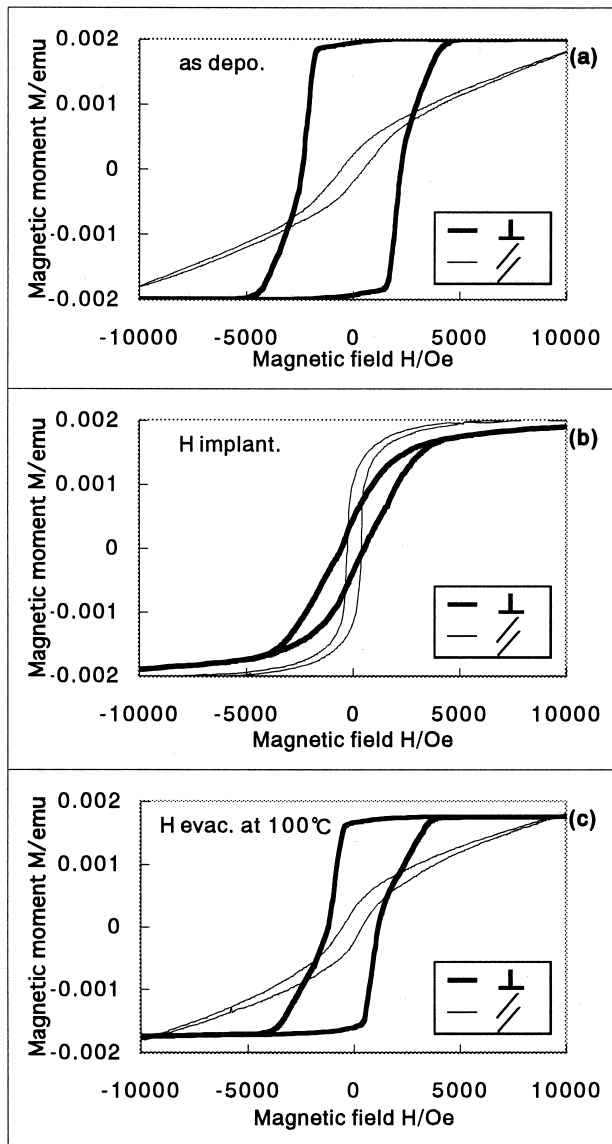 0.002
(a)
as depo.
0.001
0
-0.001
-0.002
Magnetic moment M/emu
⊥
//
-10000 -5000 0 5000 10000
Magnetic field H/Oe
0.002
(b)
H implant.
0.001
0
-0.001
-0.002
Magnetic moment M/emu
⊥
//
-10000 -5000 0 5000 10000
Magnetic field H/Oe
0.002
(c)
H evac. at 100℃
0.001
0
-0.001
-0.002
Magnetic moment M/emu
⊥
//
-10000 -5000 0 5000 10000
Magnetic field H/Oe